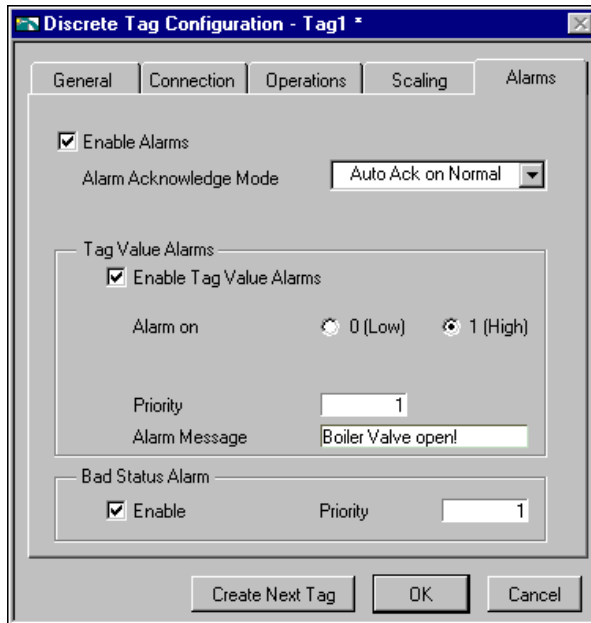 Discrete Tag Configuration - Tag1 *
General Connection Operations Scaling Alarms
Enable Alarms
Alarm Acknowledge Mode Auto Ack on Normal
Tag Value Alarms
Enable Tag Value Alarms
Alarm on 0 (Low) 1 (High)
Priority 1
Alarm Message Boiler Valve open!
Bad Status Alarm
Enable Priority 1
Create Next Tag OK Cancel